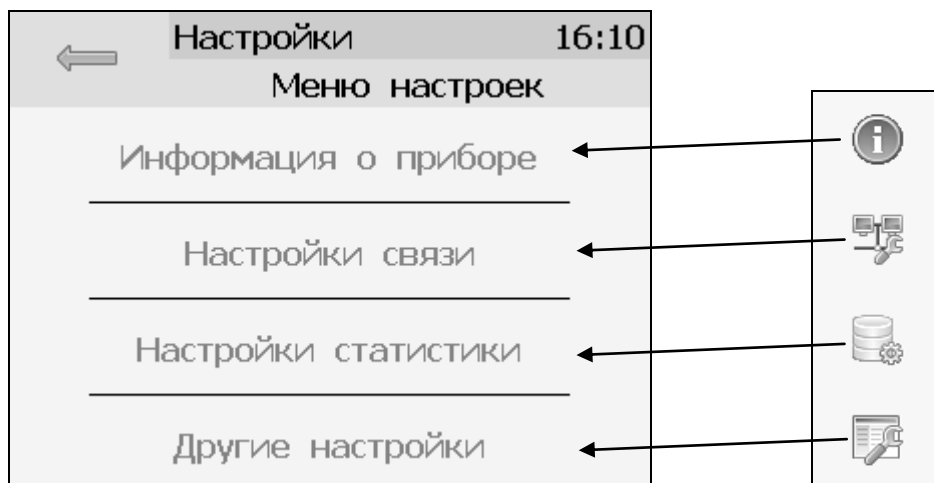 Настройки 16:10
Меню настроек
Информация о приборе
Настройки связи
Настройки статистики
Другие настройки